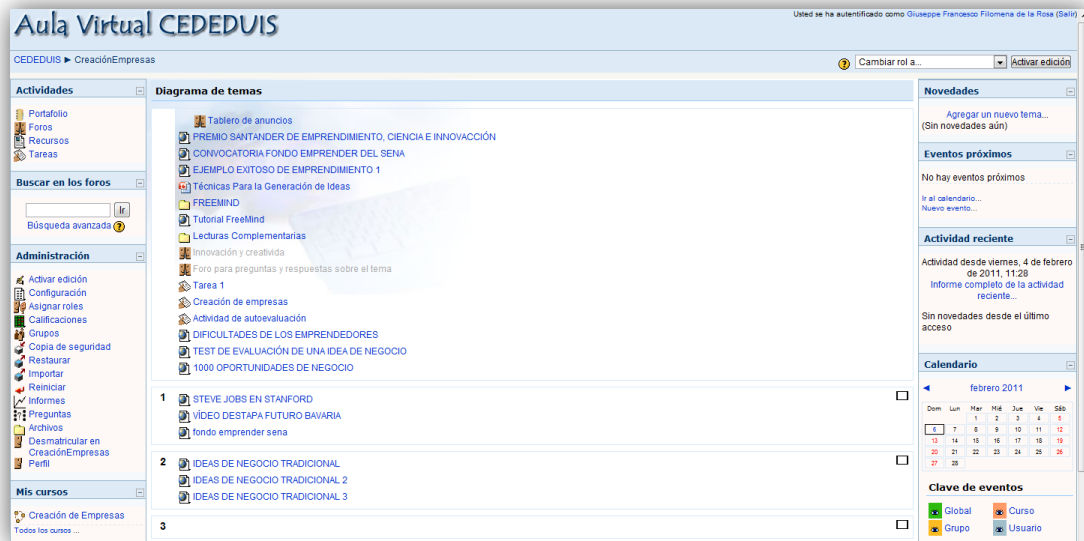 Aula Virtual CEDEDUIS
Usted se ha autentificado como Giuseppe Francesco Filomena de la Rosa (Salir)
CEDEDUIS ► CreaciónEmpresas
Cambiar rol a...
Activar edición
Actividades
Portafolio
Foros
Recursos
Tareas
Buscar en los foros
Ir
Búsqueda avanzada
Administración
Activar edición
Configuración
Asignar roles
Calificaciones
Grupos
Copia de seguridad
Restaurar
Importar
Reiniciar
Informes
Preguntas
Archivos
Desmatricular en
CreaciónEmpresas
Perfil
Mis cursos
Creación de Empresas
Todos los cursos ...
Diagrama de temas
Tablero de anuncios
PREMIO SANTANDER DE EMPRENDIMIENTO, CIENCIA E INNOVACCIÓN
CONVOCATORIA FONDO EMPRENDER DEL SENA
EJEMPLO EXITOSO DE EMPRENDIMIENTO 1
Técnicas Para la Generación de Ideas
FREEMIND
Tutorial FreeMind
Lecturas Complementarias
Innovación y creativida
Foro para preguntas y respuestas sobre el tema
Tarea 1
Creación de empresas
Actividad de autoevaluación
DIFICULTADES DE LOS EMPRENDEDORES
TEST DE EVALUACIÓN DE UNA IDEA DE NEGOCIO
1000 OPORTUNIDADES DE NEGOCIO
1
STEVE JOBS EN STANFORD
VÍDEO DESTAPA FUTURO BAVARIA
fondo emprender sena
2
IDEAS DE NEGOCIO TRADICIONAL
IDEAS DE NEGOCIO TRADICIONAL 2
IDEAS DE NEGOCIO TRADICIONAL 3
3
Novedades
Agregar un nuevo tema...
(Sin novedades aún)
Eventos próximos
No hay eventos próximos
Ir al calendario...
Nuevo evento...
Actividad reciente
Actividad desde viernes, 4 de febrero
de 2011, 11:28
Informe completo de la actividad
reciente...
Sin novedades desde el último
acceso
Calendario
◄ febrero 2011 ►
Dom Lun Mar Mié Jue Vie Sáb
1 2 3 4 5
6 7 8 9 10 11 12
13 14 15 16 17 18 19
20 21 22 23 24 25 26
27 28
Clave de eventos
Global Curso
Grupo Usuario